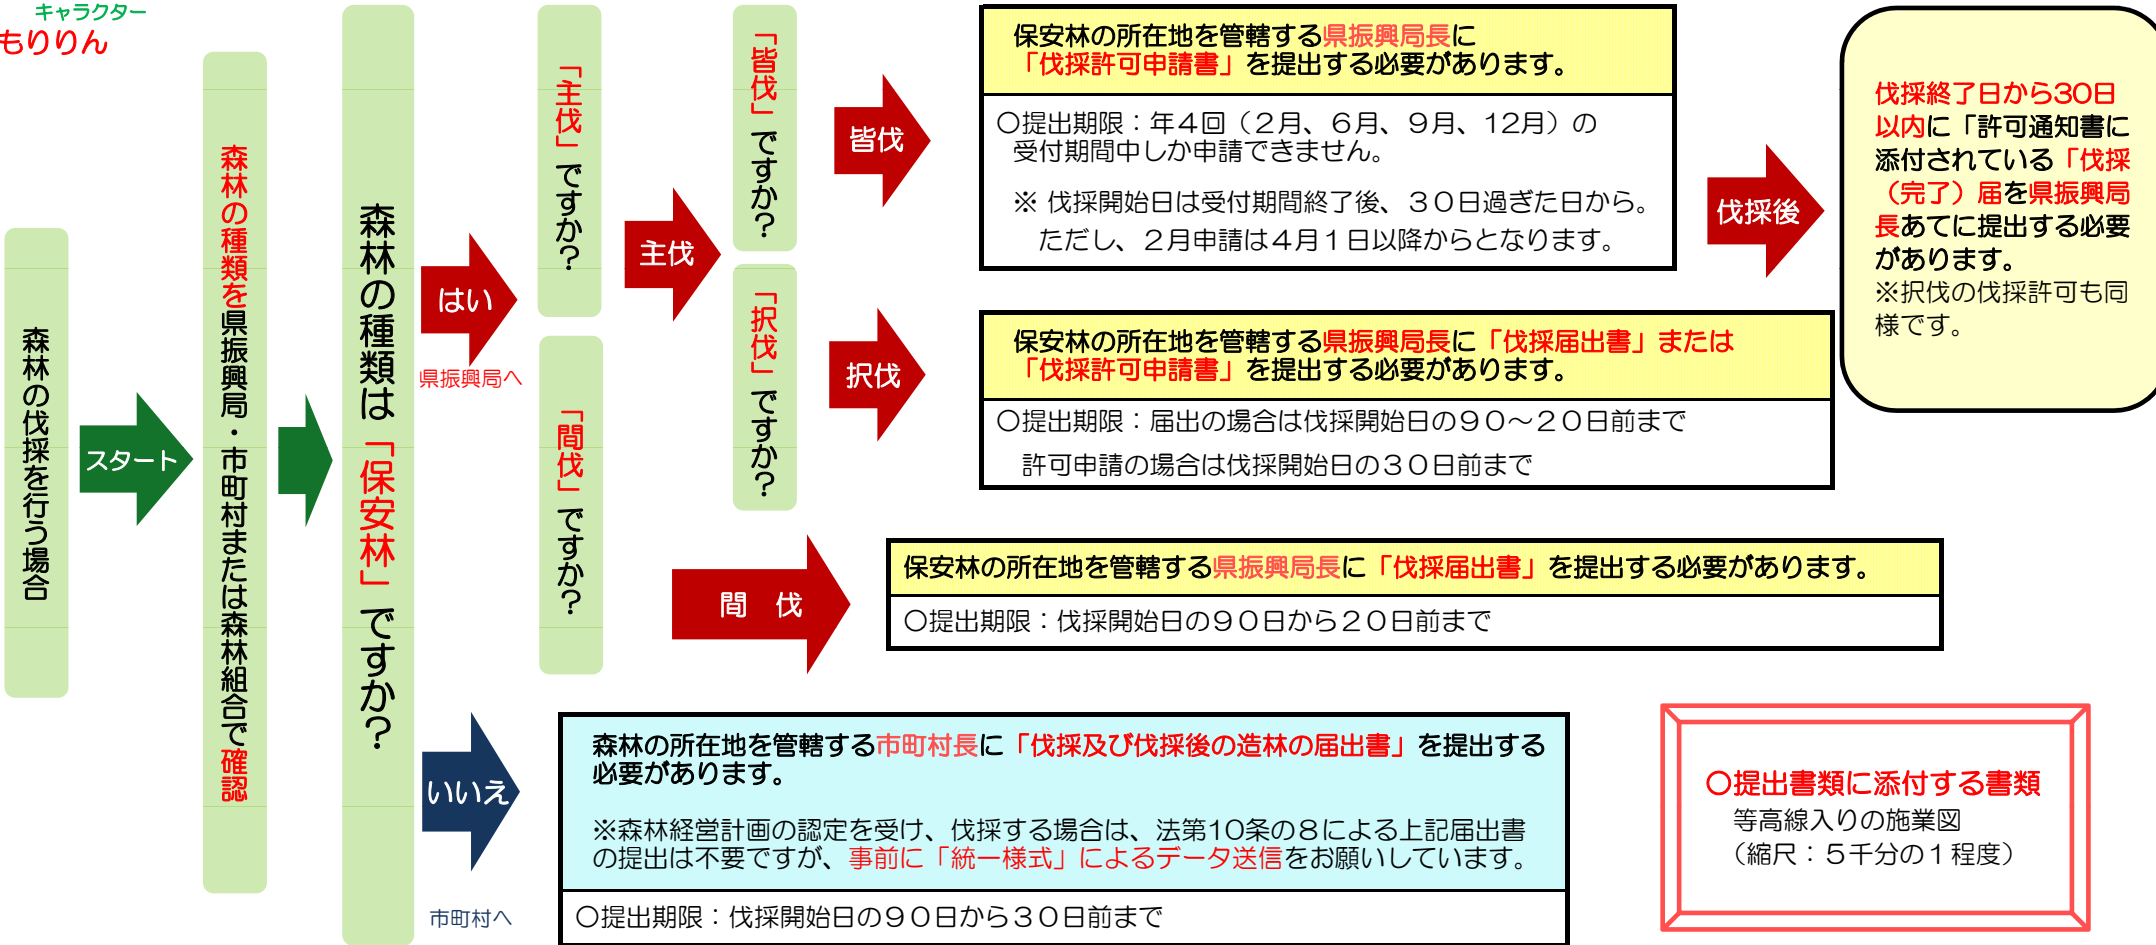 キャラクター
もりりん
森林の伐採を行う場合
スタート
森林の種類を県振興局・市町村または森林組合で確認
森林の種類は「保安林」ですか?
はい
県振興局へ
「主伐」ですか?
「間伐」ですか?
主伐
「皆伐」ですか?
「択伐」ですか?
皆伐
保安林の所在地を管轄する県振興局長に
「伐採許可申請書」を提出する必要があります。
〇提出期限：年４回（２月、６月、９月、12月）の
受付期間中しか申請できません。
※ 伐採開始日は受付期間終了後、３０日過ぎた日から。
ただし、２月申請は４月１日以降からとなります。
伐採後
伐採終了日から30日
以内に「許可通知書に
添付されている「伐採
（完了）届を県振興局
長あてに提出する必要
があります。
※択伐の伐採許可も同
様です。
択伐
保安林の所在地を管轄する県振興局長に「伐採届出書」または
「伐採許可申請書」を提出する必要があります。
〇提出期限：届出の場合は伐採開始日の９０～２０日前まで
許可申請の場合は伐採開始日の３０日前まで
間　伐
保安林の所在地を管轄する県振興局長に「伐採届出書」を提出する必要があります。
〇提出期限：伐採開始日の９０日から２０日前まで
いいえ
市町村へ
森林の所在地を管轄する市町村長に「伐採及び伐採後の造林の届出書」を提出する
必要があります。
※森林経営計画の認定を受け、伐採する場合は、法第10条の８による上記届出書
の提出は不要ですが、事前に「統一様式」によるデータ送信をお願いしています。
〇提出期限：伐採開始日の９０日から３０日前まで
〇提出書類に添付する書類
等高線入りの施業図
（縮尺：５千分の１程度）